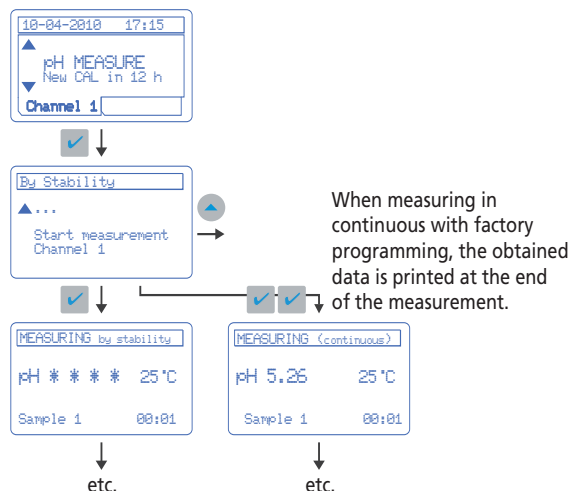 10-04-2010 17:15
pH MEASURE
New CAL in 12 h
Channel 1
By Stability
...
Start measurement
Channel 1
When measuring in
continuous with factory
programming, the obtained
data is printed at the end
of the measurement.
MEASURING by stability
pH * * * * 25°C
Sample 1 00:01
MEASURING (continuous)
pH 5.26 25°C
Sample 1 00:01
etc.
etc.